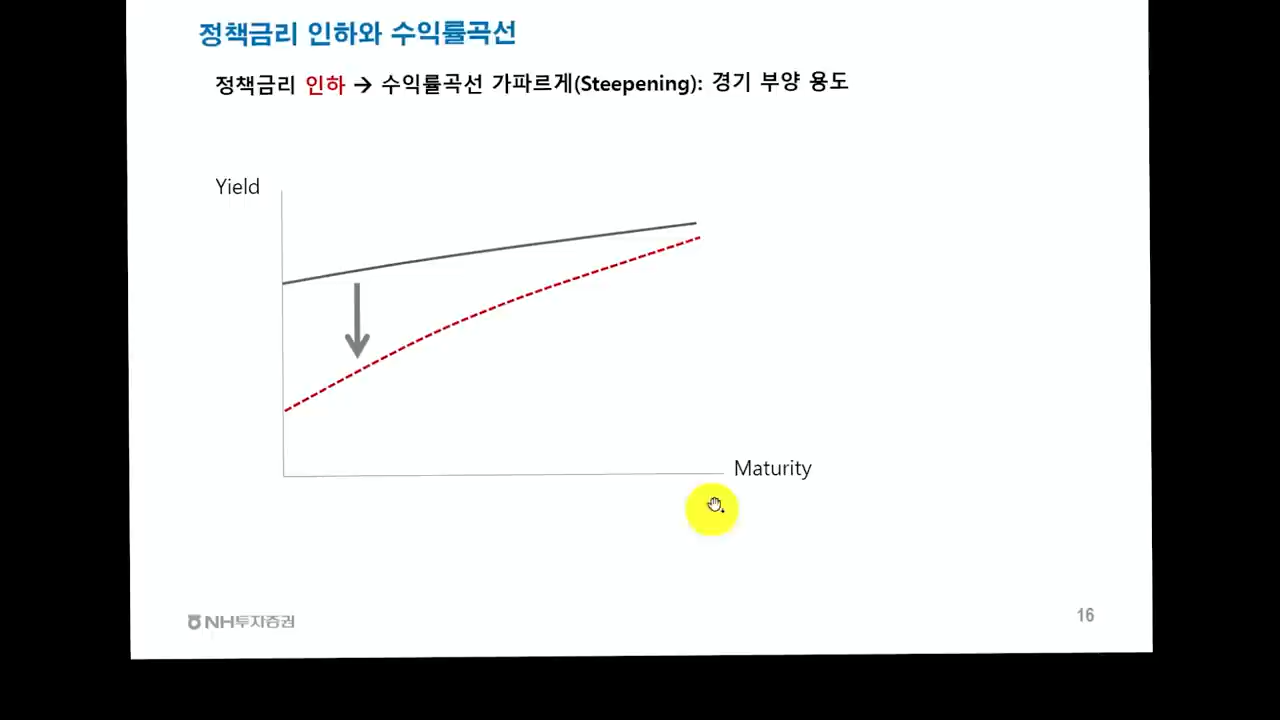 정책금리 인하와 수익률곡선
정책금리 인하 → 수익률곡선 가파르게(Steepening): 경기 부양 용도
Yield
Maturity
NH투자증권
16